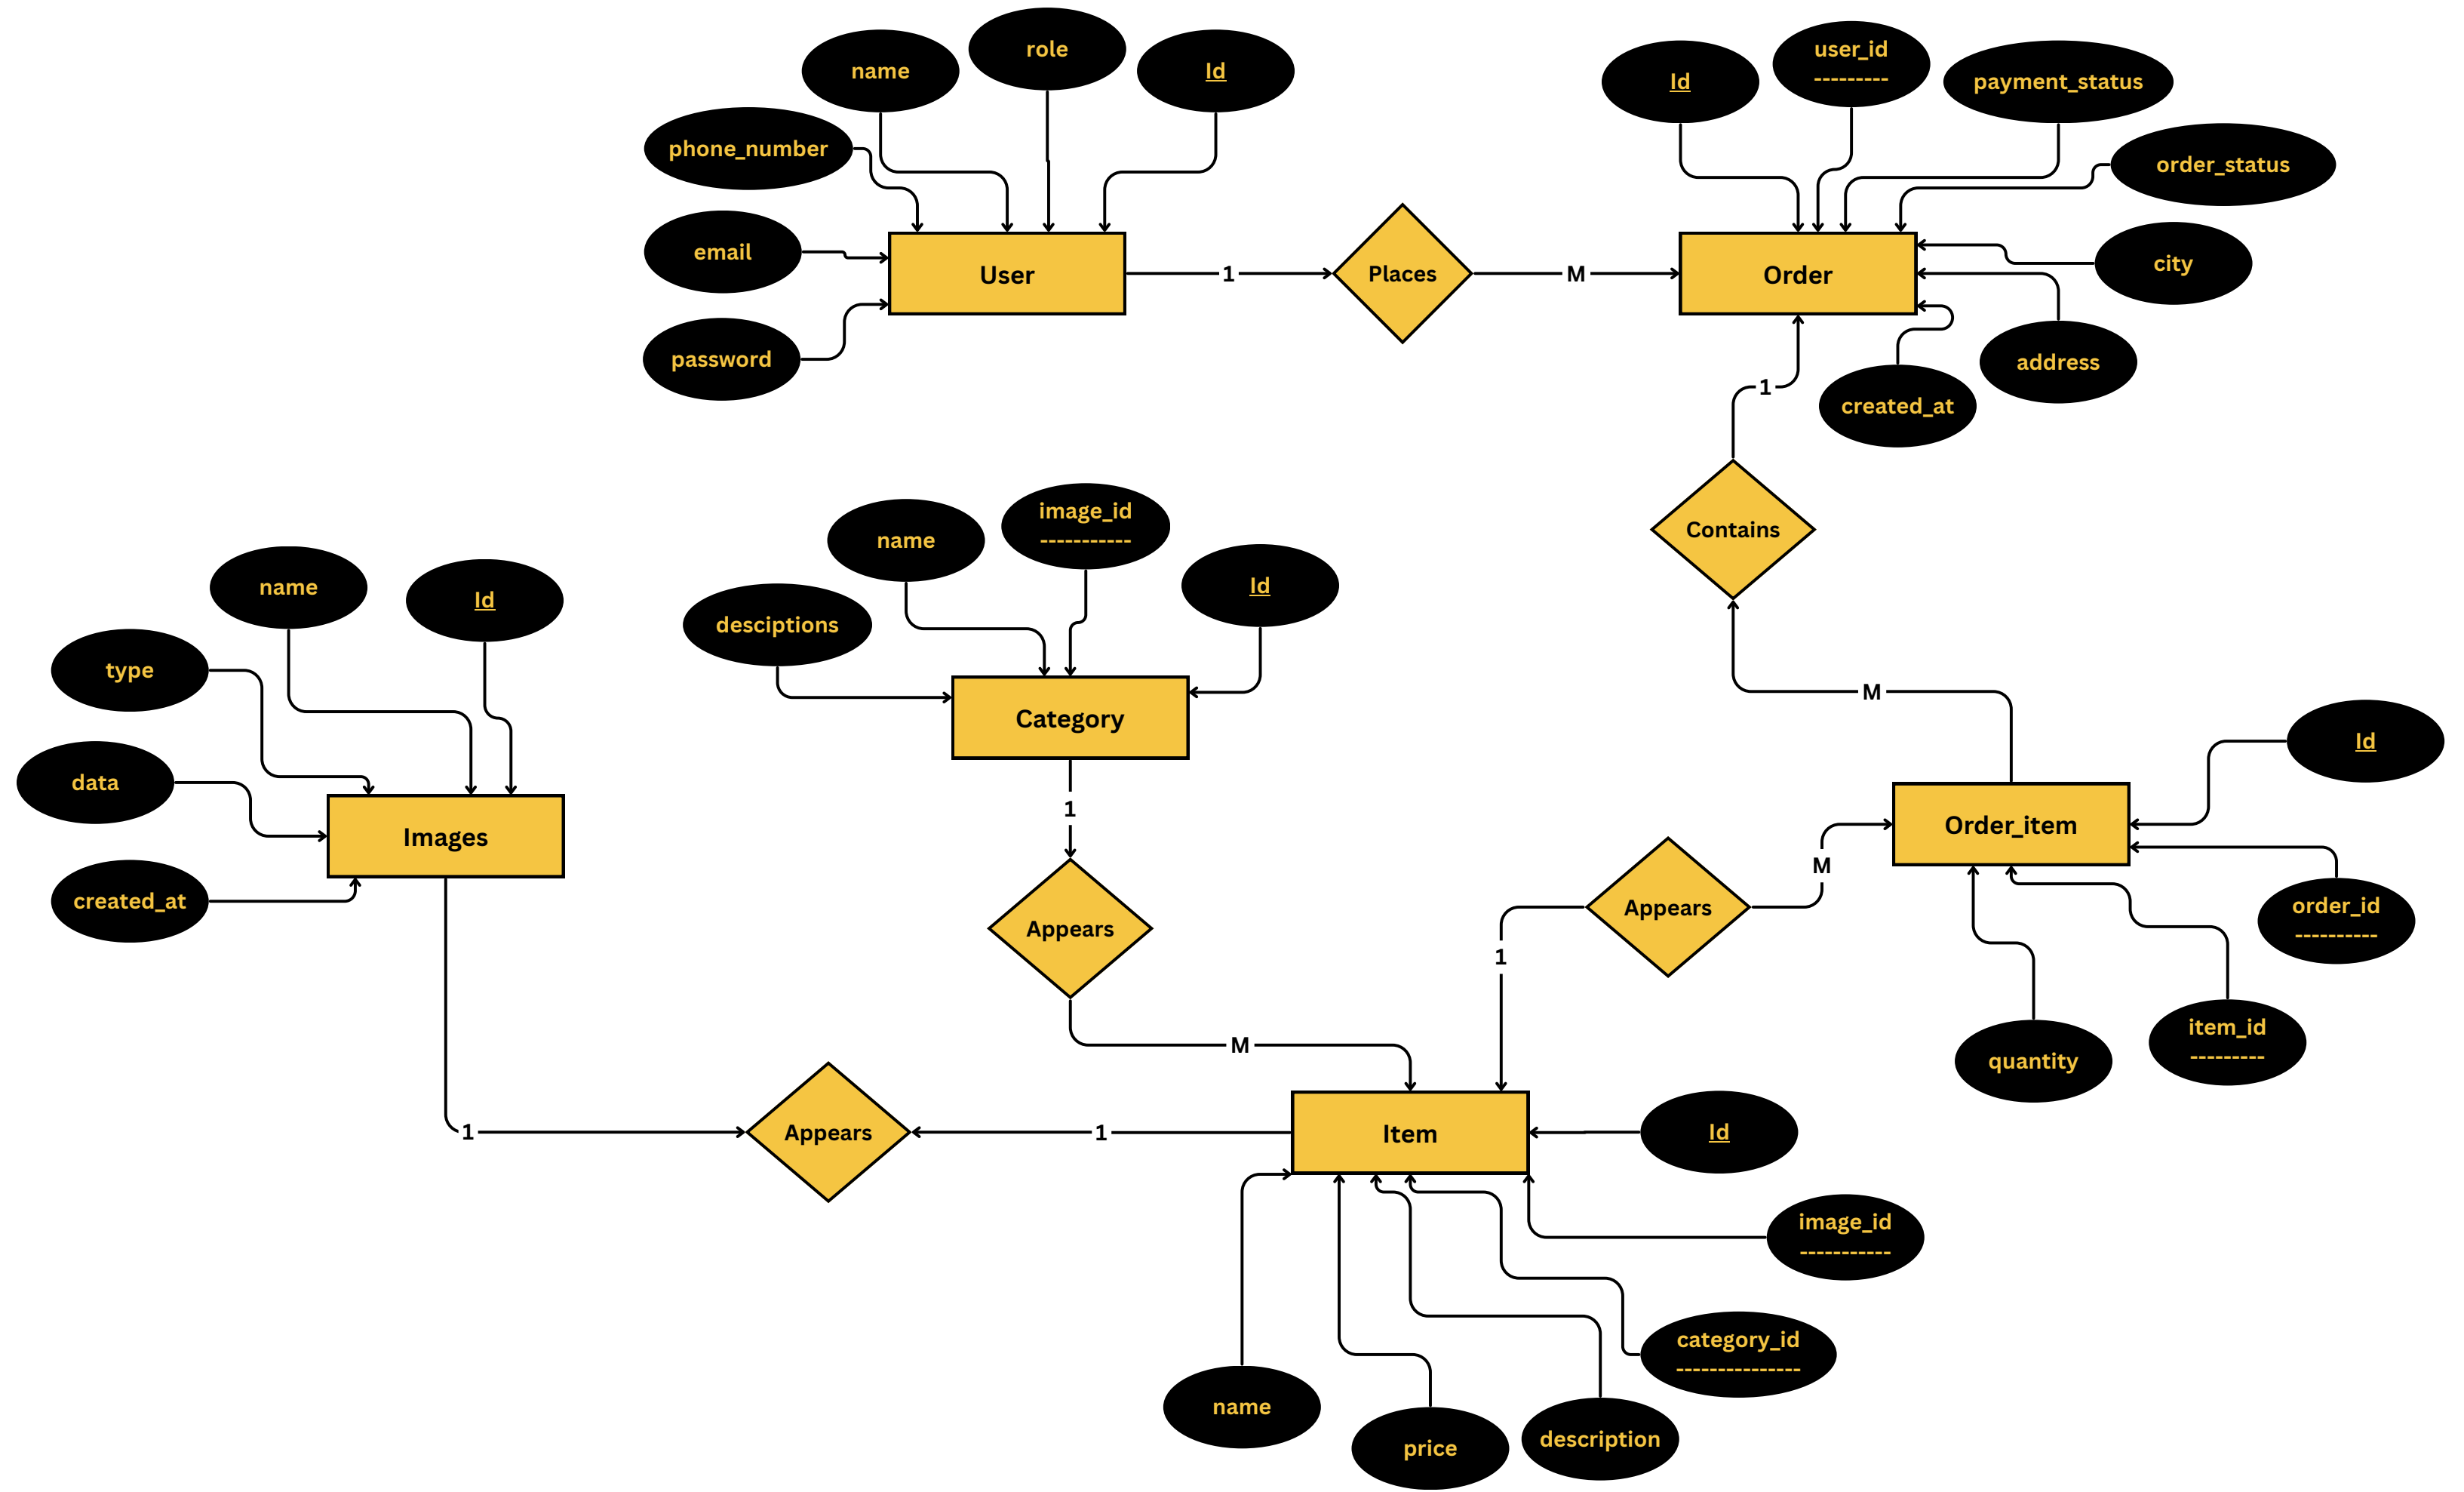 role
name
Id
phone_number
email
password
User
1
Places
M
Id
user_id
---------
payment_status
order_status
city
address
created_at
Order
1
Contains
M
name
image_id
-----------
Id
desciptions
Category
1
Appears
M
name
Id
type
data
created_at
Images
1
Appears
1
Id
Order_item
order_id
----------
item_id
---------
quantity
M
Appears
1
Item
Id
image_id
-----------
category_id
---------------
description
price
name